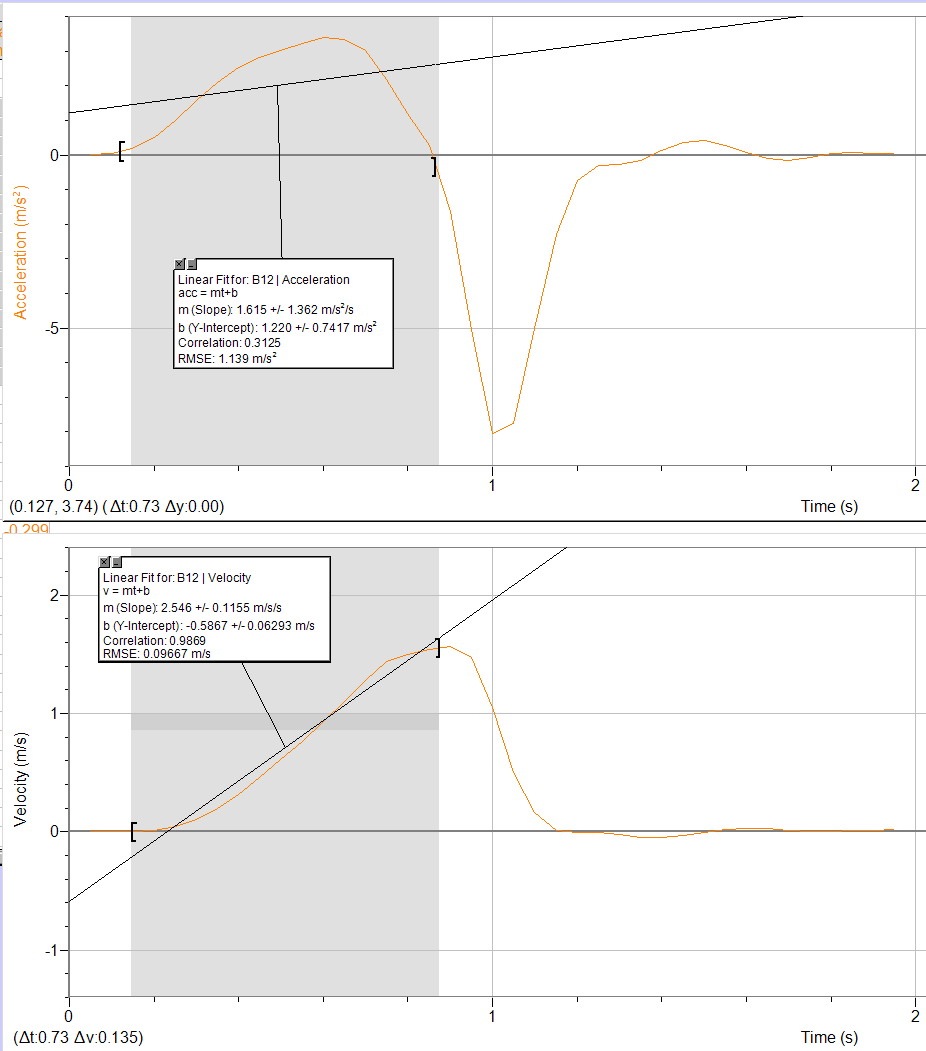 0
-5
Acceleration (m/s²)
Linear Fit for: B12 | Acceleration
acc = mt+b
m (Slope): 1.615 +/- 1.362 m/s²/s
b (Y-Intercept): 1.220 +/- 0.7417 m/s²
Correlation: 0.3125
RMSE: 1.139 m/s²
0 1 2
(0.127, 3.74) (Δt:0.73 Δy:0.00) Time (s)
-0.299
Linear Fit for: B12 | Velocity
v = mt+b
m (Slope): 2.546 +/- 0.1155 m/s/s
b (Y-Intercept): -0.5867 +/- 0.06293 m/s
Correlation: 0.9869
RMSE: 0.09667 m/s
2
1
0
-1
Velocity (m/s)
0 1 2
(Δt:0.73 Δv:0.135) Time (s)